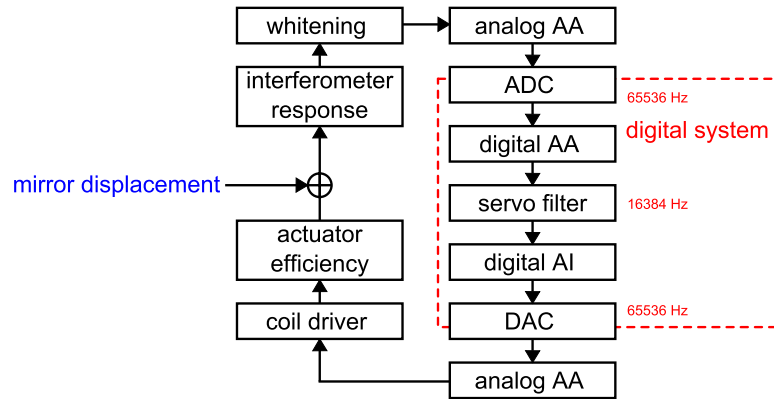 whitening
analog AA
interferometer
response
ADC
65536 Hz
digital system
digital AA
mirror displacement
servo filter
16384 Hz
actuator
efficiency
digital AI
coil driver
DAC
65536 Hz
analog AA